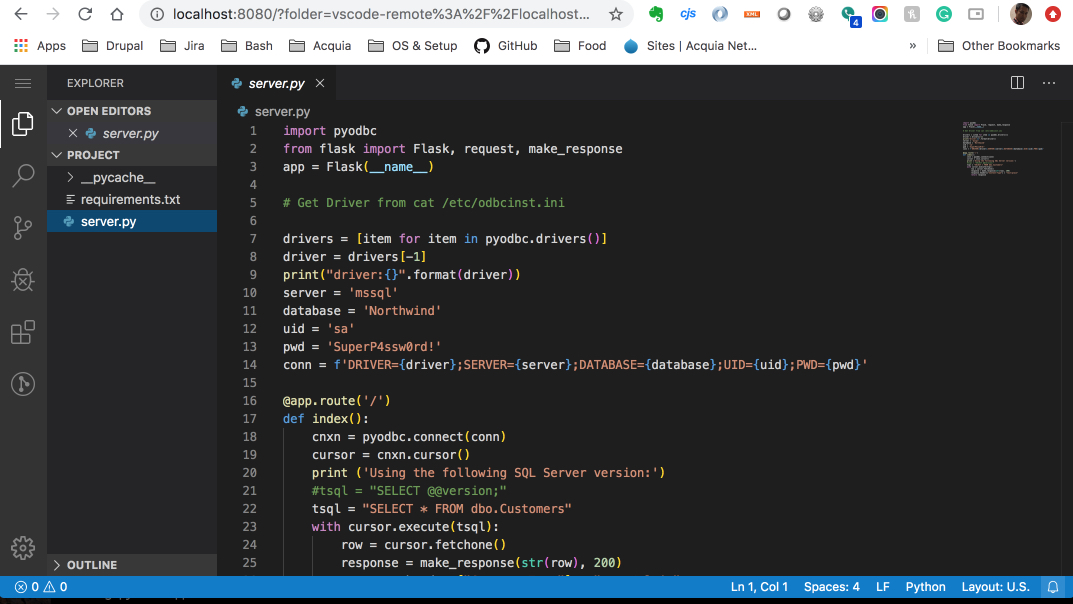 localhost:8080/?folder=vscode-remote%3A%2F%2Flocalhost...
cjs
XML
4
Apps
Drupal
Jira
Bash
Acquia
OS & Setup
GitHub
Food
Sites | Acquia Net...
»
Other Bookmarks
EXPLORER
server.py
OPEN EDITORS
server.py
PROJECT
__pycache__
requirements.txt
server.py
OUTLINE
server.py
1 import pyodbc
2 from flask import Flask, request, make_response
3 app = Flask(__name__)
4
5 # Get Driver from cat /etc/odbcinst.ini
6
7 drivers = [item for item in pyodbc.drivers()]
8 driver = drivers[-1]
9 print("driver:{}".format(driver))
10 server = 'mssql'
11 database = 'Northwind'
12 uid = 'sa'
13 pwd = 'SuperP4ssw0rd!'
14 conn = f'DRIVER={driver};SERVER={server};DATABASE={database};UID={uid};PWD={pwd}'
15
16 @app.route('/')
17 def index():
18 cnxn = pyodbc.connect(conn)
19 cursor = cnxn.cursor()
20 print ('Using the following SQL Server version:')
21 #tsql = "SELECT @@version;"
22 tsql = "SELECT * FROM dbo.Customers"
23 with cursor.execute(tsql):
24 row = cursor.fetchone()
25 response = make_response(str(row), 200)
0
0
Ln 1, Col 1
Spaces: 4
LF
Python
Layout: U.S.